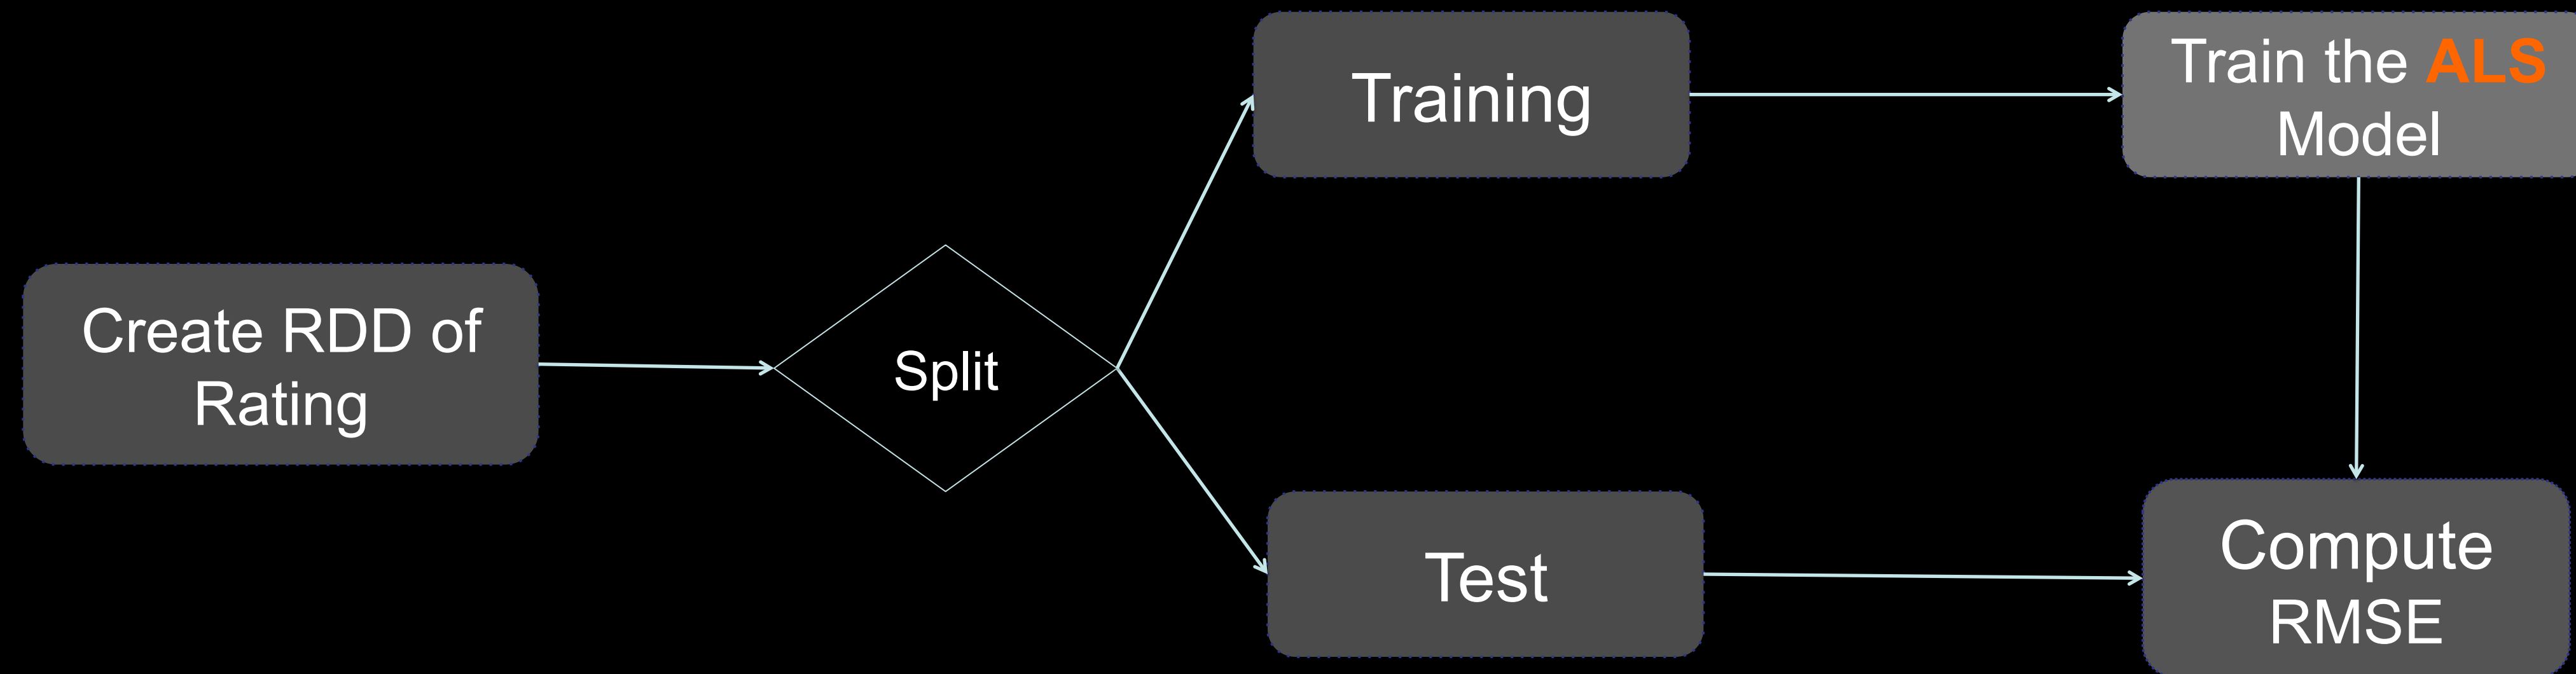 Create RDD of
Rating
Split
Training
Train the ALS
Model
Test
Compute
RMSE